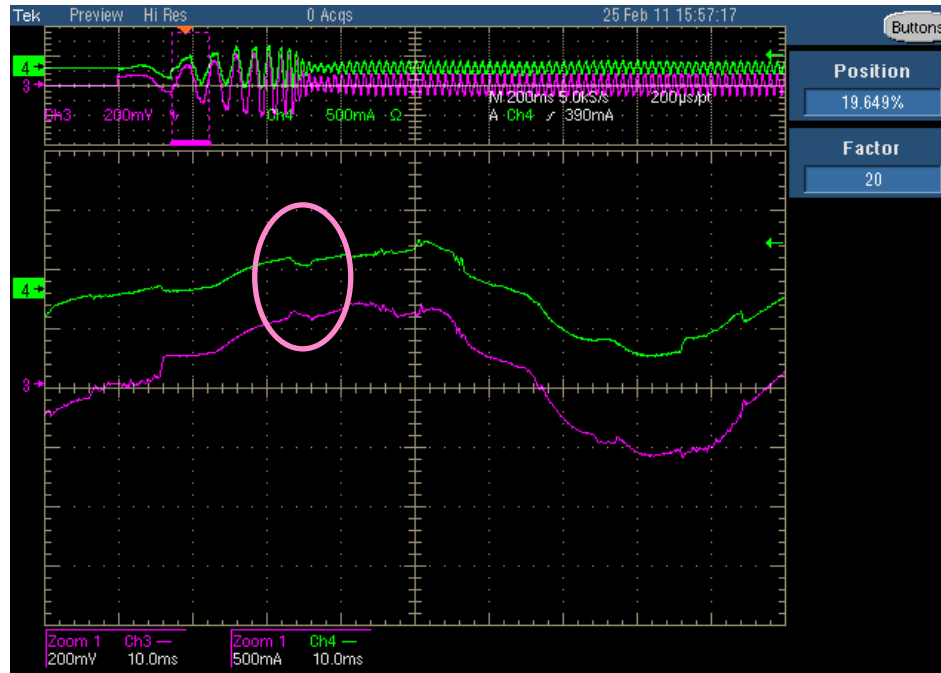 Tek Preview Hi Res 0 Acqs 25 Feb 11 15:57:17
Buttons
4
3
M 200ms 5.0kS/s 200µs/pt
Ch3 200mV Ch4 500mA Ω
A Ch4 390mA
Position
19.649%
Factor
20
4
3
Zoom 1 Ch3
200mV 10.0ms
Zoom 1 Ch4
500mA 10.0ms